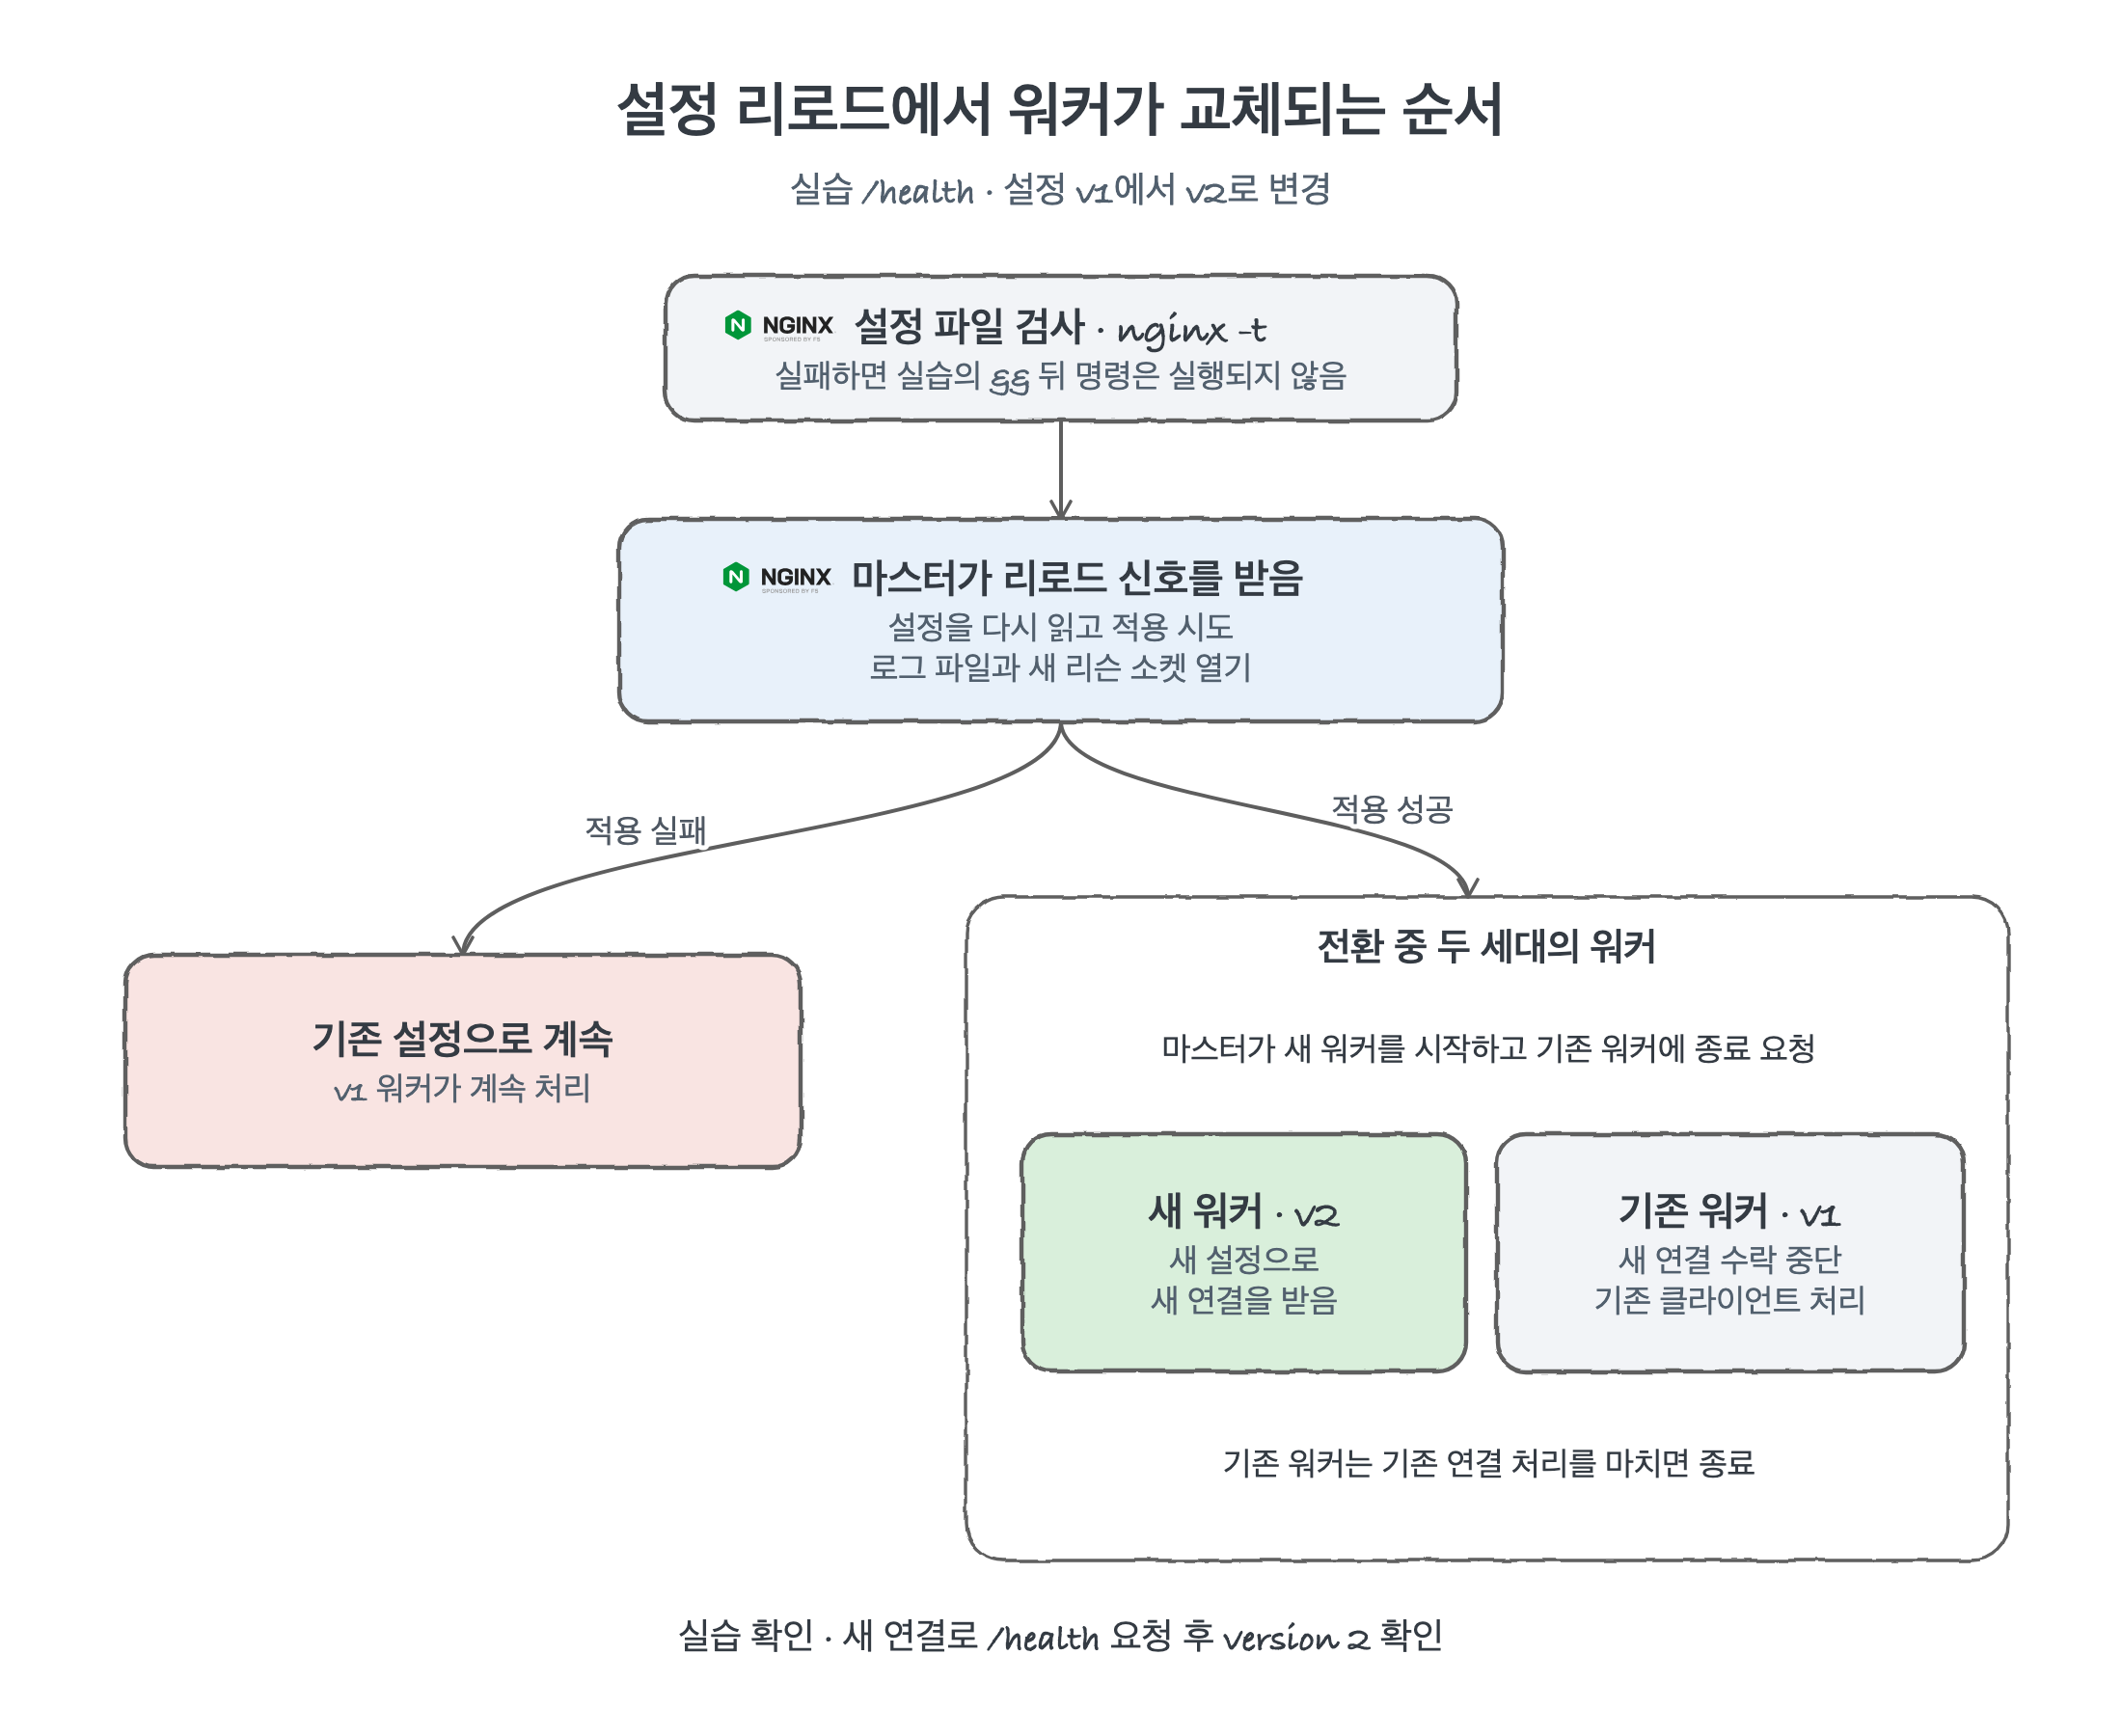 설정 리로드에서 워커가 교체되는 순서
실습 /health · 설정 v1에서 v2로 변경
NGINX 설정 파일 검사 · nginx -t
SPONSORED BY F5
실패하면 실습의 && 뒤 명령은 실행되지 않음
NGINX 마스터가 리로드 신호를 받음
SPONSORED BY F5
설정을 다시 읽고 적용 시도
로그 파일과 새 리슨 소켓 열기
적용 실패
적용 성공
기존 설정으로 계속
v1 워커가 계속 처리
전환 중 두 세대의 워커
마스터가 새 워커를 시작하고 기존 워커에 종료 요청
새 워커 · v2
새 설정으로
새 연결을 받음
기존 워커 · v1
새 연결 수락 중단
기존 클라이언트 처리
기존 워커는 기존 연결 처리를 마치면 종료
실습 확인 · 새 연결로 /health 요청 후 version 2 확인